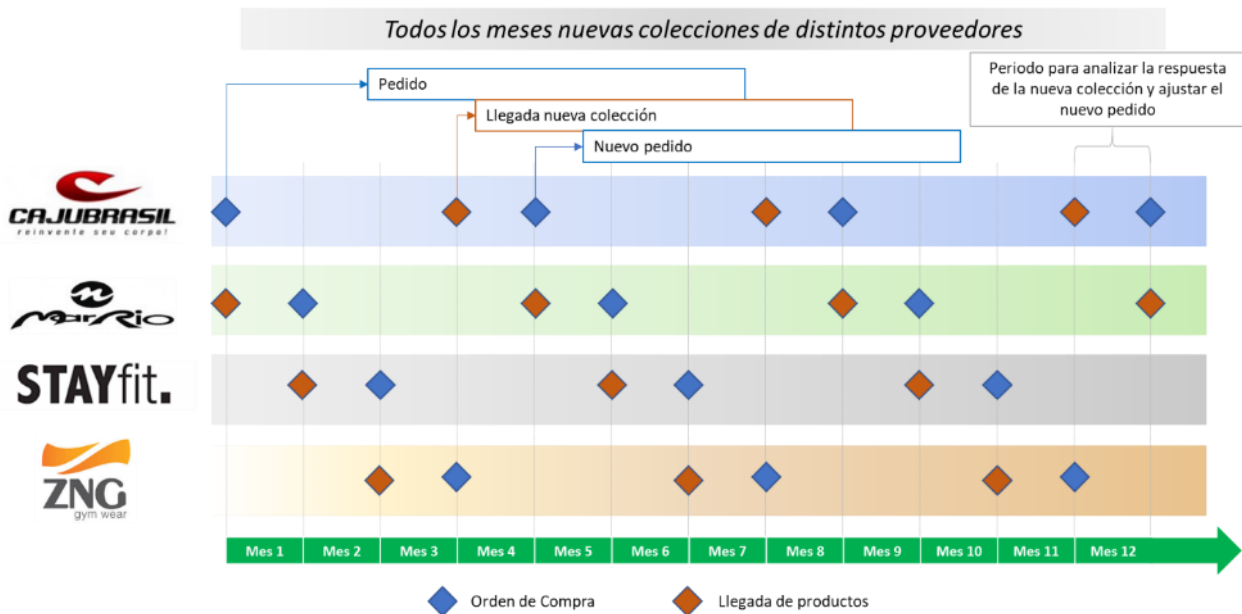 Todos los meses nuevas colecciones de distintos proveedores
Pedido
Llegada nueva colección
Nuevo pedido
Periodo para analizar la respuesta
de la nueva colección y ajustar el
nuevo pedido
CAJUBRASIL
reinvente seu corpo!
MarRio
STAYfit.
ZNG
gym wear
Mes 1
Mes 2
Mes 3
Mes 4
Mes 5
Mes 6
Mes 7
Mes 8
Mes 9
Mes 10
Mes 11
Mes 12
Orden de Compra
Llegada de productos